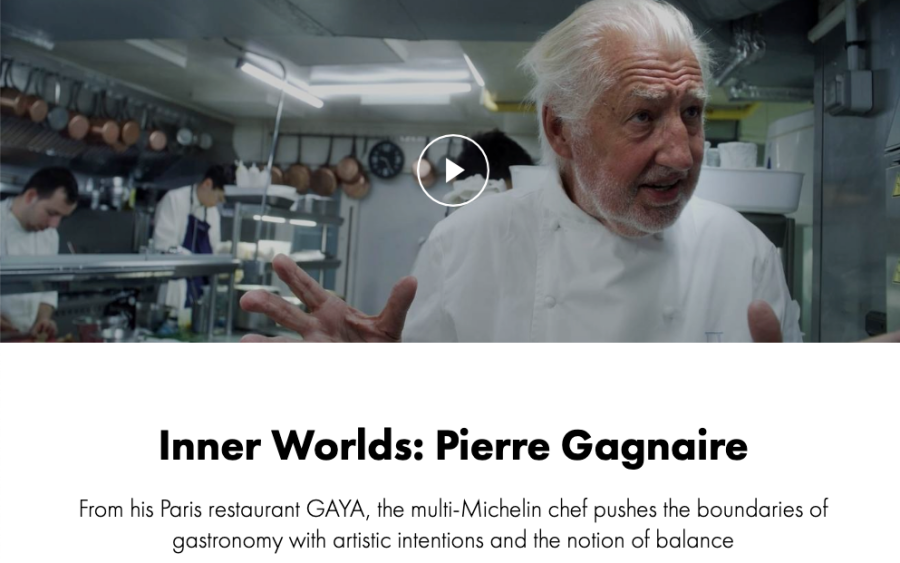 Inner Worlds: Pierre Gagnaire
From his Paris restaurant GAYA, the multi-Michelin chef pushes the boundaries of
gastronomy with artistic intentions and the notion of balance